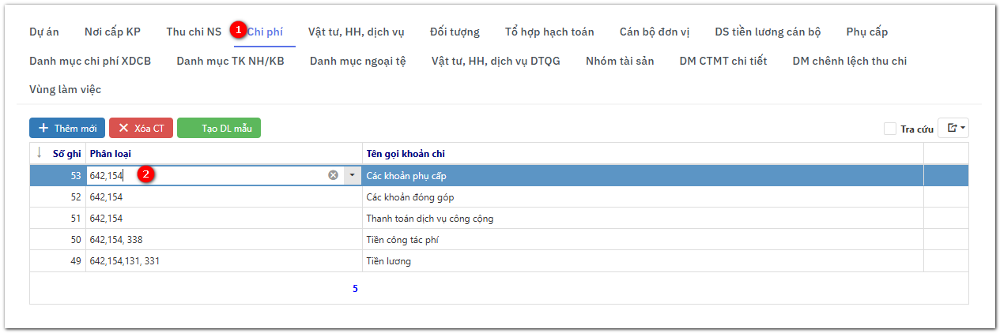 Dự án Nơi cấp KP Thu chi NS 1 Chi phí Vật tư, HH, dịch vụ Đối tượng Tổ hợp hạch toán Cán bộ đơn vị DS tiền lương cán bộ Phụ cấp
Danh mục chi phí XDCB Danh mục TK NH/KB Danh mục ngoại tệ Vật tư, HH, dịch vụ DTQG Nhóm tài sản DM CTMT chi tiết DM chênh lệch thu chi
Vùng làm việc
Thêm mới Xóa CT Tạo DL mẫu Tra cứu
Số ghi Phân loại Tên gọi khoản chi
53 642,154 2 Các khoản phụ cấp
52 642,154 Các khoản đóng góp
51 642,154 Thanh toán dịch vụ công cộng
50 642,154, 338 Tiền công tác phí
49 642,154,131, 331 Tiền lương
5